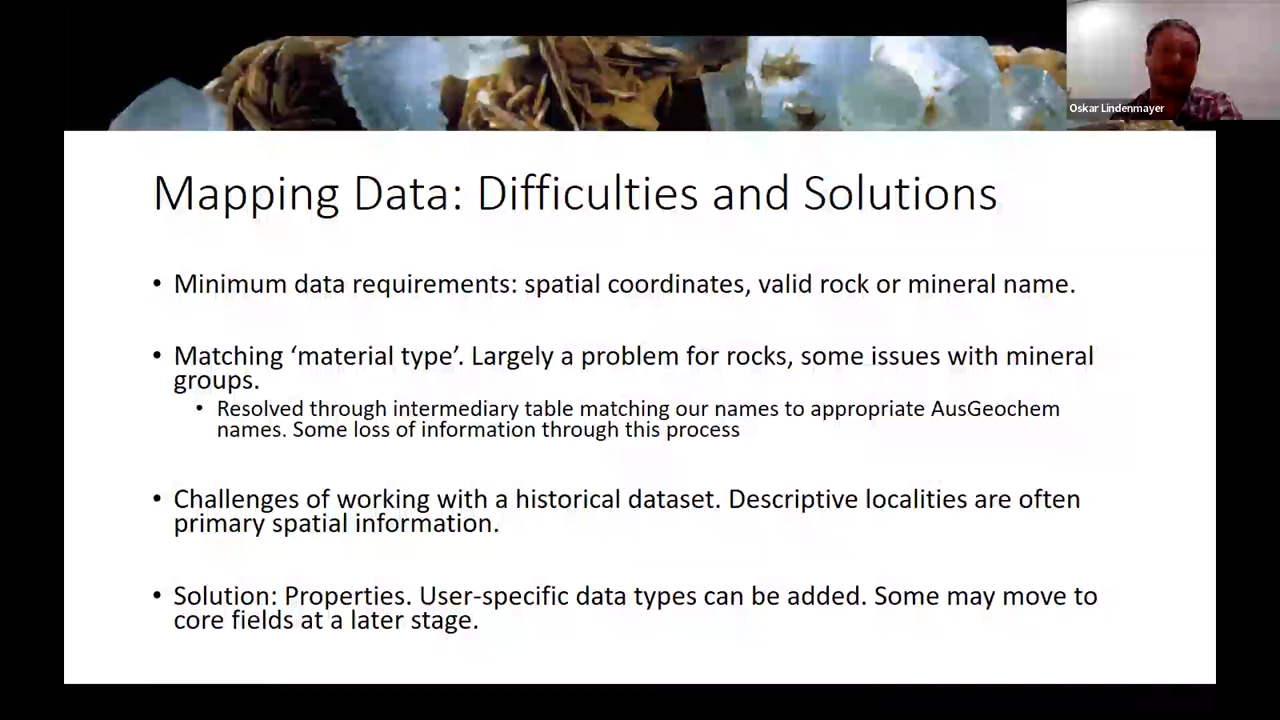 Oskar Lindenmayer
Mapping Data: Difficulties and Solutions
• Minimum data requirements: spatial coordinates, valid rock or mineral name.
• Matching ‘material type’. Largely a problem for rocks, some issues with mineral
groups.
• Resolved through intermediary table matching our names to appropriate AusGeochem
names. Some loss of information through this process
• Challenges of working with a historical dataset. Descriptive localities are often
primary spatial information.
• Solution: Properties. User-specific data types can be added. Some may move to
core fields at a later stage.